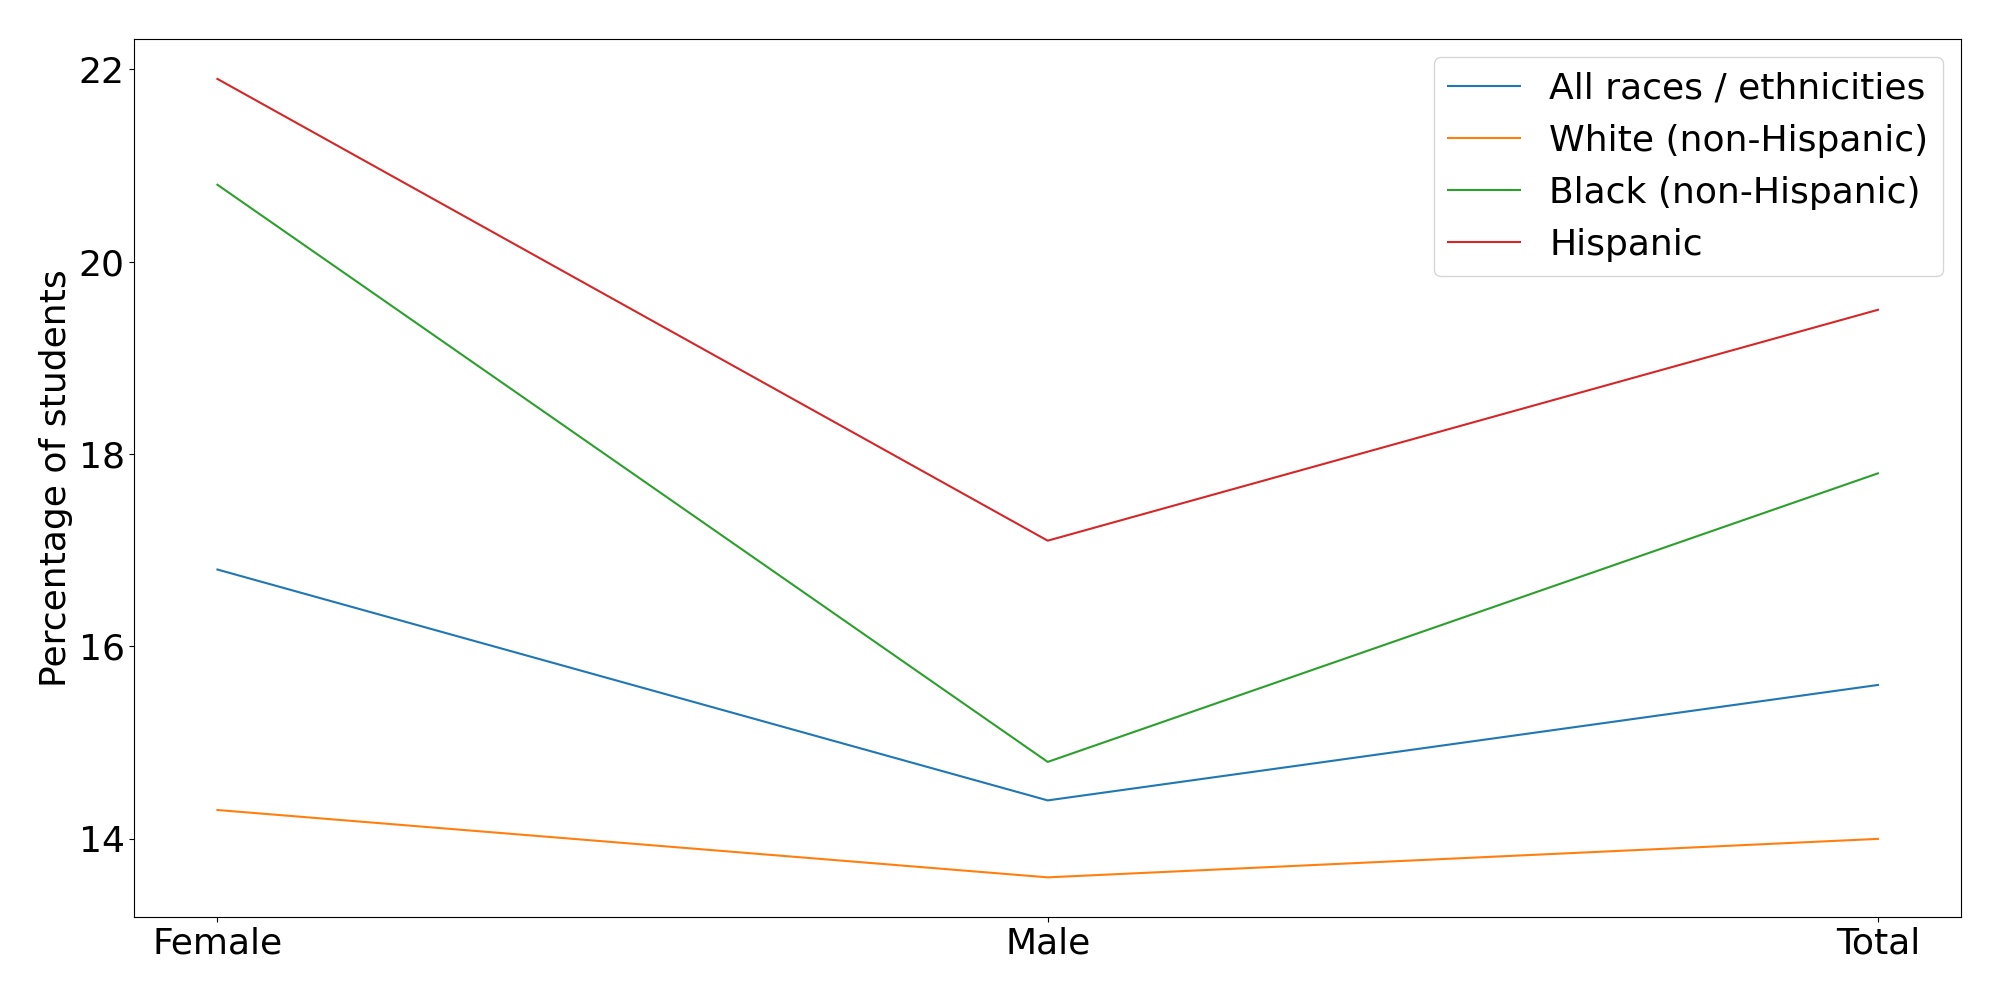 Percentage of students
22
20
18
16
14
Female
Male
Total
All races / ethnicities
White (non-Hispanic)
Black (non-Hispanic)
Hispanic